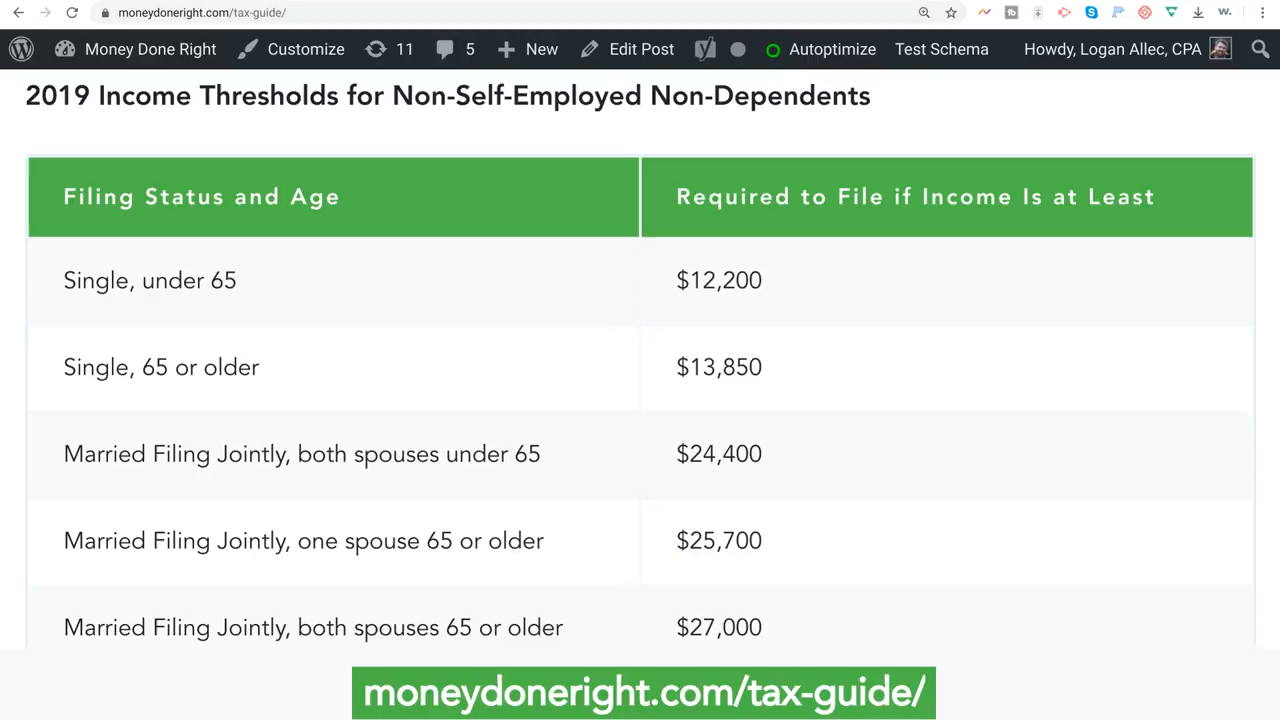 moneydoneright.com/tax-guide/
Money Done Right Customize 11 5 New Edit Post Autoptimize Test Schema Howdy, Logan Allec, CPA
2019 Income Thresholds for Non-Self-Employed Non-Dependents
Filing Status and Age Required to File if Income Is at Least
Single, under 65 $12,200
Single, 65 or older $13,850
Married Filing Jointly, both spouses under 65 $24,400
Married Filing Jointly, one spouse 65 or older $25,700
Married Filing Jointly, both spouses 65 or older $27,000
moneydoneright.com/tax-guide/